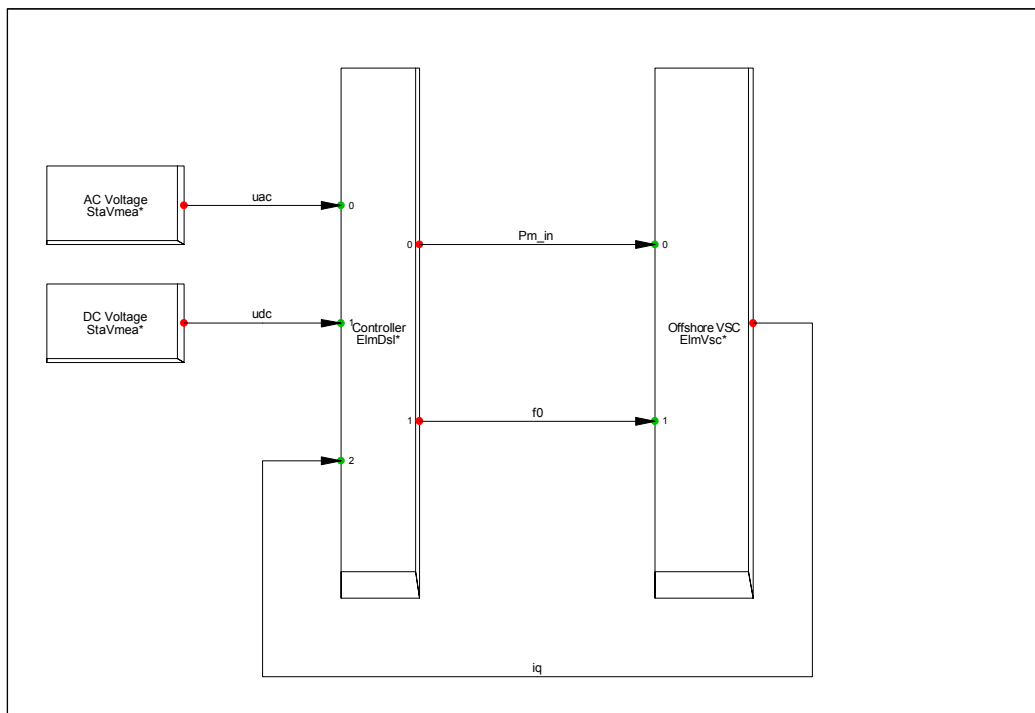 AC Voltage
StaVmea*
uac
0
0
Pm_in
0
DC Voltage
StaVmea*
udc
1
Controller
ElmDsl*
Offshore VSC
ElmVsc*
1
f0
1
2
iq